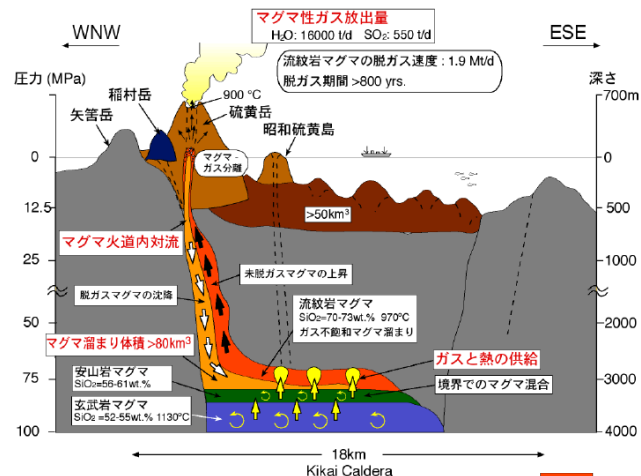 マグマ性ガス放出量
H₂O: 16000 t/d SO₂: 550 t/d
WNW
ESE
流紋岩マグマの脱ガス速度 : 1.9 Mt/d
脱ガス期間 >800 yrs.
圧力 (MPa)
深さ
900 ℃
700m
稲村岳
硫黄岳
矢筈岳
昭和硫黄島
マグマ -
ガス分離
0
0
>50km³
12.5
500
マグマ火道内対流
25
1000
未脱ガスマグマの上昇
脱ガスマグマの沈降
流紋岩マグマ
SiO₂=70-73wt.% 970℃
ガス不飽和マグマ溜まり
50
2000
マグマ溜まり体積 >80km³
ガスと熱の供給
安山岩マグマ
SiO₂=56-61wt.%
75
3000
境界でのマグマ混合
玄武岩マグマ
SiO₂ =52-55wt.% 1130℃
100
4000
18km
Kikai Caldera